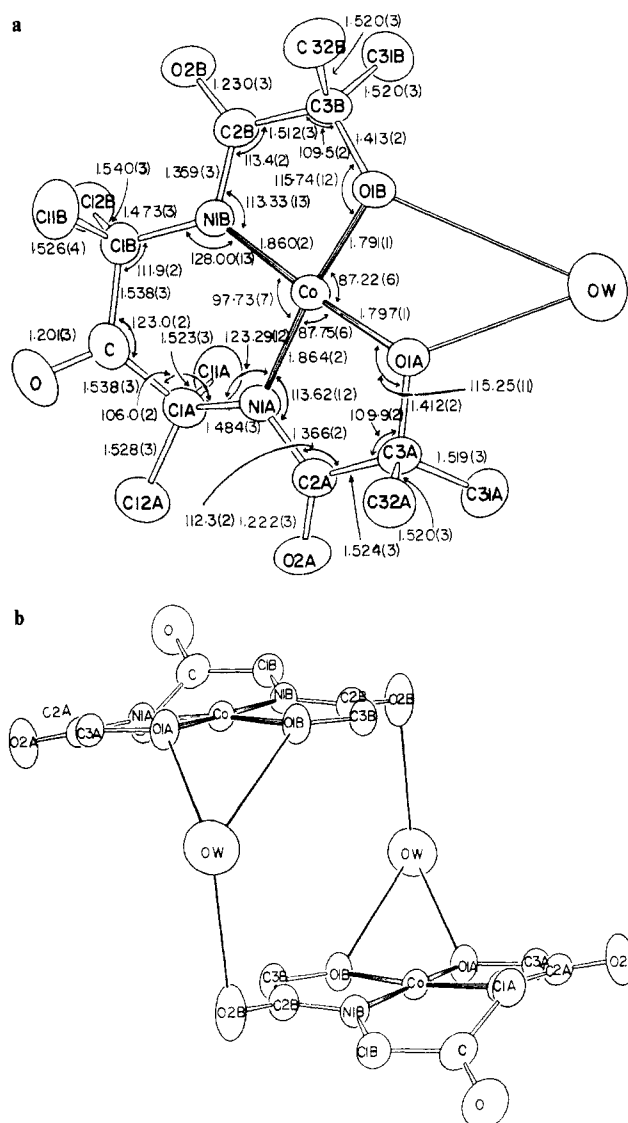 a
1.520(3)
C32B
C31B
O2B
1.230(3)
C3B
1.520(3)
C2B
1.512(3)
1.413(2)
109.5(2)
113.4(2)
1.540(3)
1.359(3)
115.74(12)
C12B
O1B
C11B
1.473(3)
N1B
113.33(13)
1.526(4)
C1B
1.860(2)
1.791(1)
111.9(2)
128.00(13)
87.22(6)
OW
1.538(3)
97.73(7)
Co
1.797(1)
1.201(3)
123.0(2)
1.523(3)
123.29(12)
87.75(6)
C
1.864(2)
O1A
O
C11A
1.538(3)
N1A
115.25(11)
106.0(2)
C1A
113.62(12)
1.412(2)
1.484(3)
109.9(2)
1.528(3)
1.366(2)
C3A
1.519(3)
C12A
C2A
C32A
C31A
112.3(2)
1.222(3)
1.520(3)
1.524(3)
O2A
b
O
C1B
C
N1B
C2B
O2B
C2A
N1A
Co
C3B
O2A
C3A
O1A
O1B
OW
OW
C3A
O1B
O1A
O2
C3B
Co
C2A
C2B
C1A
O2B
N1B
C1B
C
O